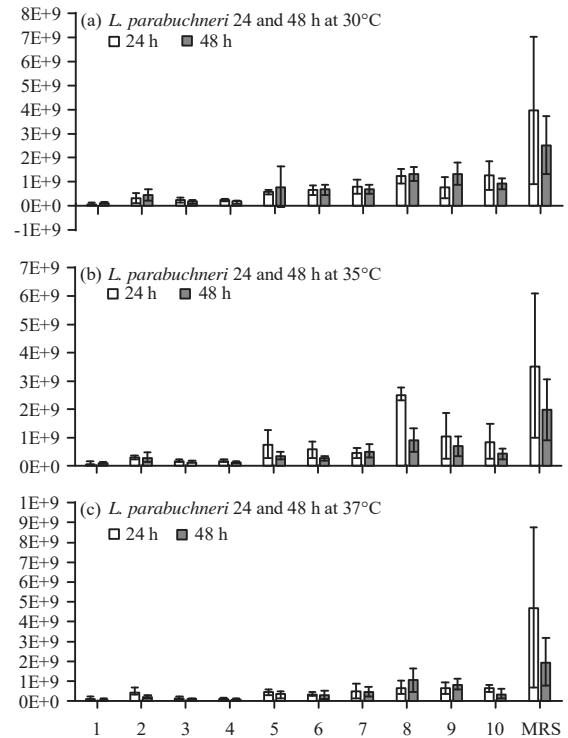 8E+9
(a) L. parabuchneri 24 and 48 h at 30°C
7E+9
24 h 48 h
6E+9
5E+9
4E+9
3E+9
2E+9
1E+9
0E+9
-1E+9
7E+9
(b) L. parabuchneri 24 and 48 h at 35°C
6E+9
24 h 48 h
5E+9
4E+9
3E+9
2E+9
1E+9
0E+9
1E+9
(c) L. parabuchneri 24 and 48 h at 37°C
9E+9
8E+9
24 h 48 h
7E+9
6E+9
5E+9
4E+9
3E+9
2E+9
1E+9
0E+9
1 2 3 4 5 6 7 8 9 10 MRS